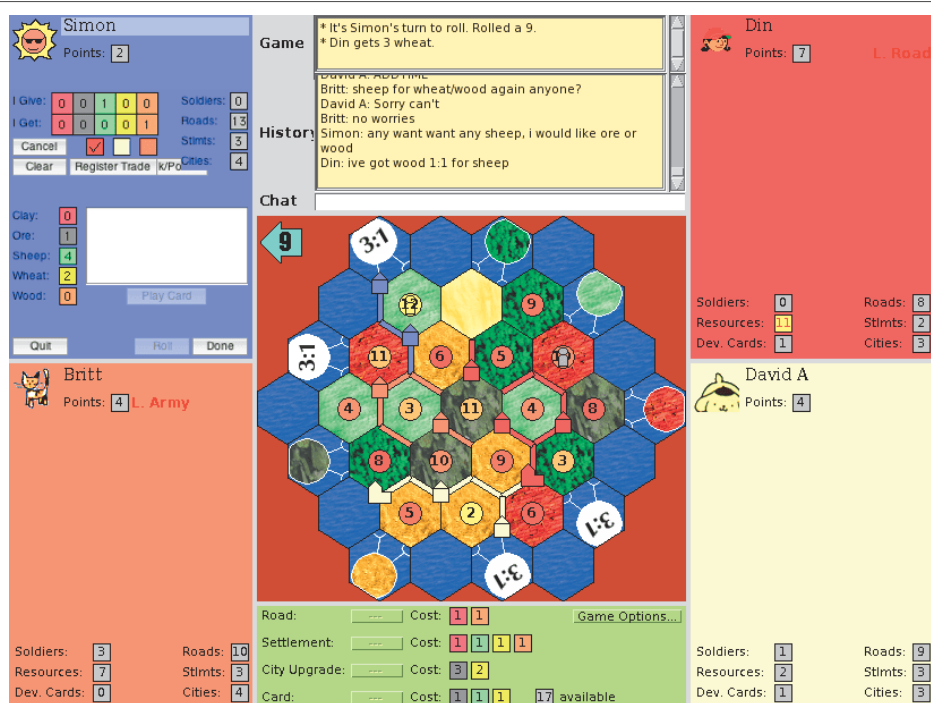 Simon
Points: 2
I Give: 0 0 1 0 0
I Get: 0 0 0 0 1
Cancel
Clear
Register Trade
k/Po
Soldiers: 0
Roads: 13
Stlmts: 3
Cities: 4
Clay: 0
Ore: 1
Sheep: 4
Wheat: 2
Wood: 0
Play Card
Quit
Roll
Done
Game
* It's Simon's turn to roll. Rolled a 9.
* Din gets 3 wheat.
History
David A: ADDTIME
Britt: sheep for wheat/wood again anyone?
David A: Sorry can't
Britt: no worries
Simon: any want want any sheep, i would like ore or
wood
Din: ive got wood 1:1 for sheep
Chat
Din
Points: 7
L. Road
Soldiers: 0
Resources: 11
Dev. Cards: 1
Roads: 8
Stlmts: 2
Cities: 3
9
3:1
12
9
3:1
11
6
5
4
3
11
4
8
8
10
9
3
5
2
6
3:1
3:1
Britt
Points: 4
L. Army
Soldiers: 3
Resources: 7
Dev. Cards: 0
Roads: 10
Stlmts: 3
Cities: 4
David A
Points: 4
Soldiers: 1
Resources: 2
Dev. Cards: 1
Roads: 9
Stlmts: 3
Cities: 3
Road: --- Cost: 1 1
Game Options...
Settlement: --- Cost: 1 1 1 1
City Upgrade: --- Cost: 3 2
Card: --- Cost: 1 1 1 17 available